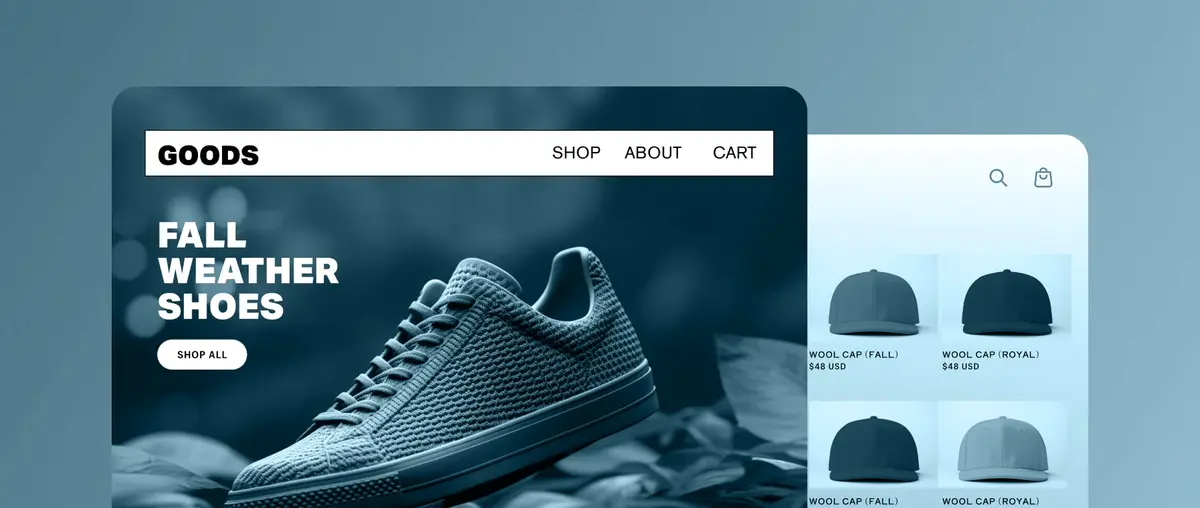 GOODS
SHOP ABOUT CART
FALL
WEATHER
SHOES
SHOP ALL
WOOL CAP (FALL) WOOL CAP (ROYAL)
$48 USD $48 USD
WOOL CAP (FALL) WOOL CAP (ROYAL)